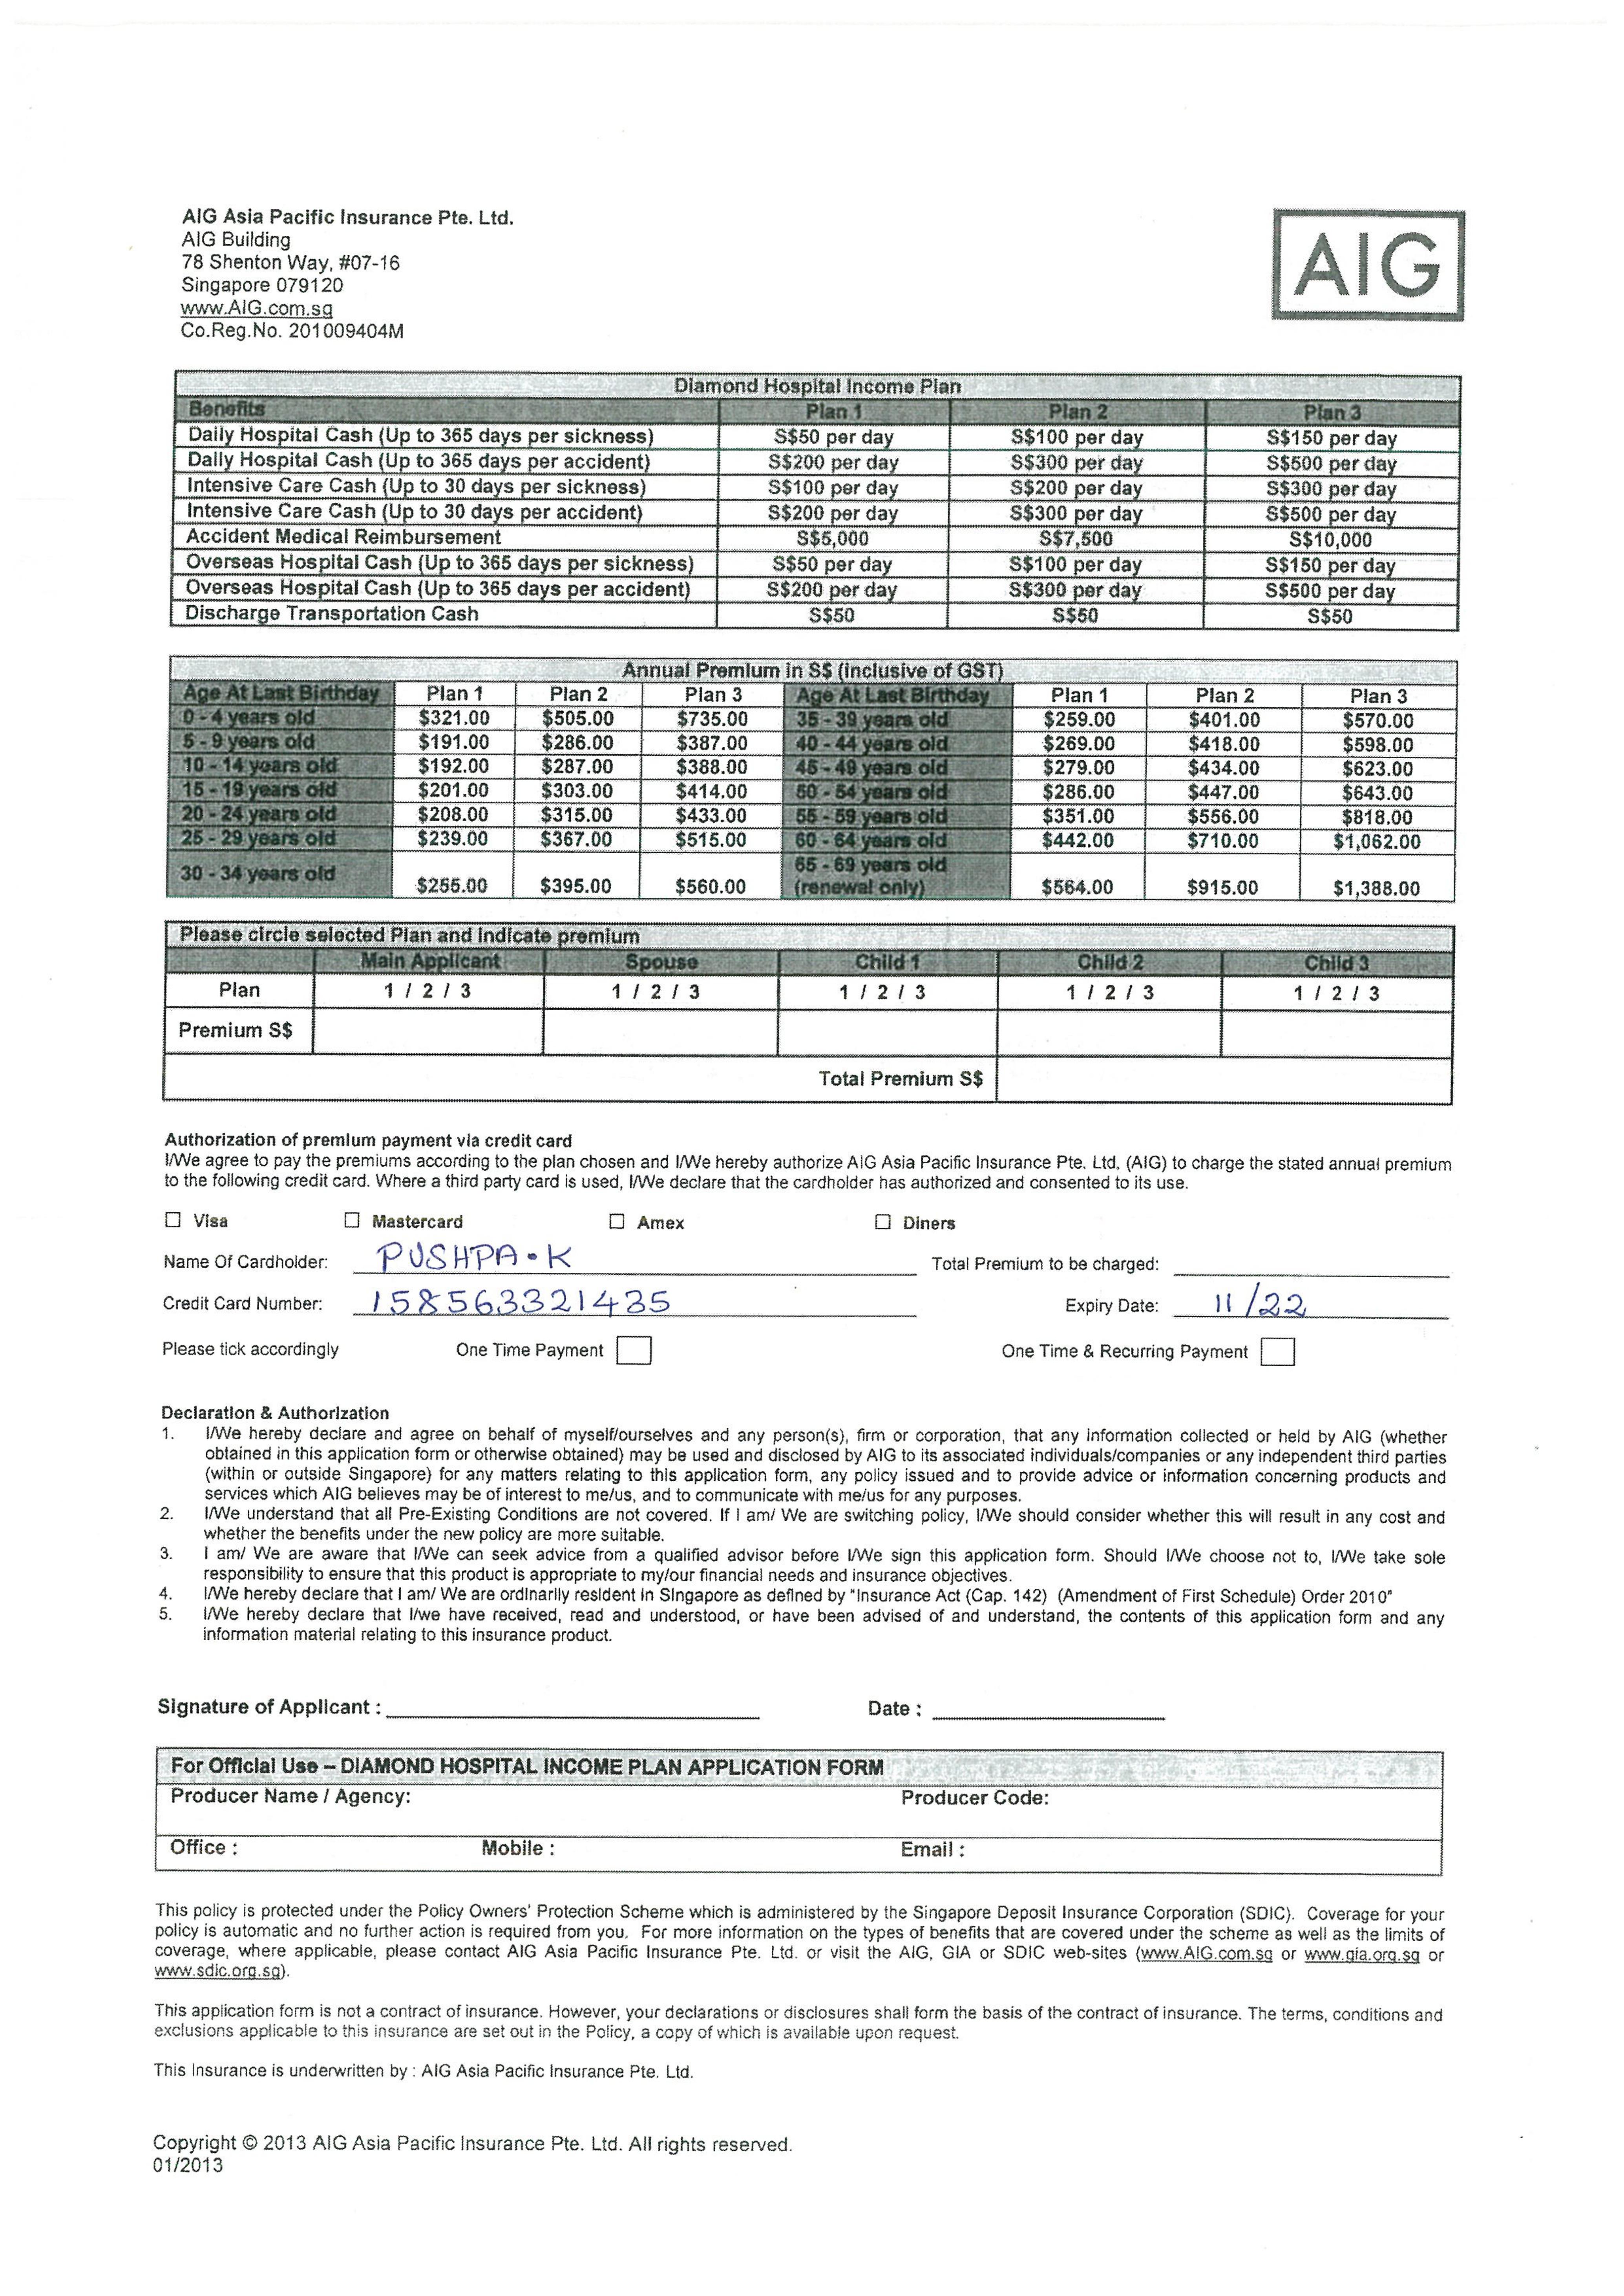 AIG Asia Pacific Insurance Pte. Ltd.
AIG Building
78 Shenton Way, #07-16
Singapore 079120
www.AIG.com.sg
Co.Reg.No. 201009404M
AIG
Diamond Hospital Income Plan
Benefits Plan 1 Plan 2 Plan 3
Daily Hospital Cash (Up to 365 days per sickness) S$50 per day S$100 per day S$150 per day
Daily Hospital Cash (Up to 365 days per accident) S$200 per day S$300 per day S$500 per day
Intensive Care Cash (Up to 30 days per sickness) S$100 per day S$200 per day S$300 per day
Intensive Care Cash (Up to 30 days per accident) S$200 per day S$300 per day S$500 per day
Accident Medical Reimbursement S$5,000 S$7,500 S$10,000
Overseas Hospital Cash (Up to 365 days per sickness) S$50 per day S$100 per day S$150 per day
Overseas Hospital Cash (Up to 365 days per accident) S$200 per day S$300 per day S$500 per day
Discharge Transportation Cash S$50 S$50 S$50
Annual Premium in S$ (inclusive of GST)
Age At Last Birthday Plan 1 Plan 2 Plan 3 Age At Last Birthday Plan 1 Plan 2 Plan 3
0 - 4 years old $321.00 $505.00 $735.00 35 - 39 years old $259.00 $401.00 $570.00
5 - 9 years old $191.00 $286.00 $387.00 40 - 44 years old $269.00 $418.00 $598.00
10 - 14 years old $192.00 $287.00 $388.00 45 - 49 years old $279.00 $434.00 $623.00
15 - 19 years old $201.00 $303.00 $414.00 50 - 54 years old $286.00 $447.00 $643.00
20 - 24 years old $208.00 $315.00 $433.00 55 - 59 years old $351.00 $556.00 $818.00
25 - 29 years old $239.00 $367.00 $515.00 60 - 64 years old $442.00 $710.00 $1,062.00
30 - 34 years old $255.00 $395.00 $560.00 65 - 69 years old (renewal only) $564.00 $915.00 $1,388.00
Please circle selected Plan and indicate premium
Main Applicant Spouse Child 1 Child 2 Child 3
Plan 1 / 2 / 3 1 / 2 / 3 1 / 2 / 3 1 / 2 / 3 1 / 2 / 3
Premium S$
Total Premium S$
Authorization of premium payment via credit card
I/We agree to pay the premiums according to the plan chosen and I/We hereby authorize AIG Asia Pacific Insurance Pte. Ltd, (AIG) to charge the stated annual premium
to the following credit card. Where a third party card is used, I/We declare that the cardholder has authorized and consented to its use.
Visa Mastercard Amex Diners
Name Of Cardholder: PUSHPA.K Total Premium to be charged:
Credit Card Number: 158563321435 Expiry Date: 11/22
Please tick accordingly One Time Payment One Time & Recurring Payment
Declaration & Authorization
1. I/We hereby declare and agree on behalf of myself/ourselves and any person(s), firm or corporation, that any information collected or held by AIG (whether
obtained in this application form or otherwise obtained) may be used and disclosed by AIG to its associated individuals/companies or any independent third parties
(within or outside Singapore) for any matters relating to this application form, any policy issued and to provide advice or information concerning products and
services which AIG believes may be of interest to me/us, and to communicate with me/us for any purposes.
2. I/We understand that all Pre-Existing Conditions are not covered. If I am/ We are switching policy, I/We should consider whether this will result in any cost and
whether the benefits under the new policy are more suitable.
3. I am/ We are aware that I/We can seek advice from a qualified advisor before I/We sign this application form. Should I/We choose not to, I/We take sole
responsibility to ensure that this product is appropriate to my/our financial needs and insurance objectives.
4. I/We hereby declare that I am/ We are ordinarily resident in Singapore as defined by "Insurance Act (Cap. 142) (Amendment of First Schedule) Order 2010"
5. I/We hereby declare that I/we have received, read and understood, or have been advised of and understand, the contents of this application form and any
information material relating to this insurance product.
Signature of Applicant : Date :
For Official Use – DIAMOND HOSPITAL INCOME PLAN APPLICATION FORM
Producer Name / Agency: Producer Code:
Office : Mobile : Email :
This policy is protected under the Policy Owners' Protection Scheme which is administered by the Singapore Deposit Insurance Corporation (SDIC). Coverage for your
policy is automatic and no further action is required from you. For more information on the types of benefits that are covered under the scheme as well as the limits of
coverage, where applicable, please contact AIG Asia Pacific Insurance Pte. Ltd. or visit the AIG, GIA or SDIC web-sites (www.AIG.com.sg or www.gia.org.sg or
www.sdic.org.sg).
This application form is not a contract of insurance. However, your declarations or disclosures shall form the basis of the contract of insurance. The terms, conditions and
exclusions applicable to this insurance are set out in the Policy, a copy of which is available upon request.
This Insurance is underwritten by : AIG Asia Pacific Insurance Pte. Ltd.
Copyright © 2013 AIG Asia Pacific Insurance Pte. Ltd. All rights reserved.
01/2013